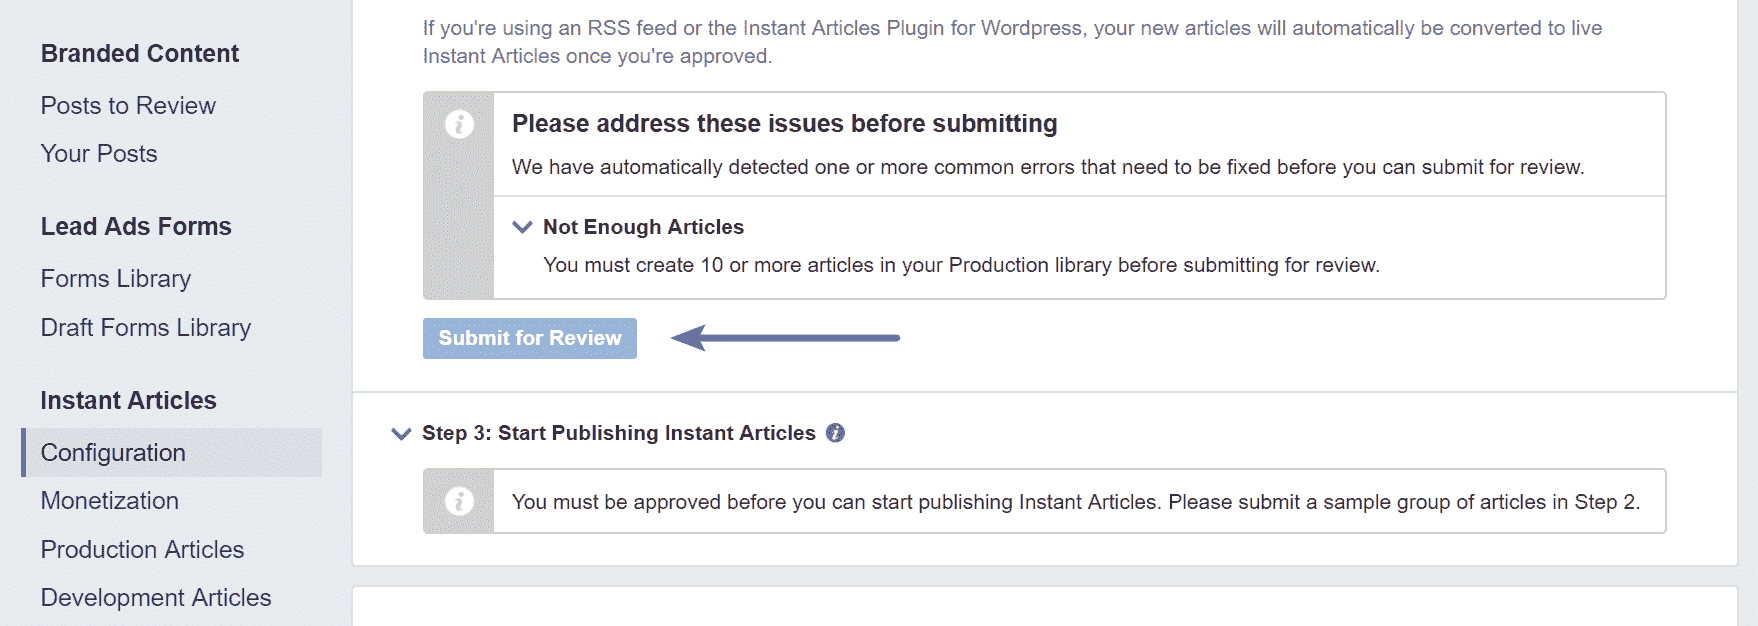 Branded Content
Posts to Review
Your Posts
Lead Ads Forms
Forms Library
Draft Forms Library
Instant Articles
Configuration
Monetization
Production Articles
Development Articles
If you're using an RSS feed or the Instant Articles Plugin for Wordpress, your new articles will automatically be converted to live
Instant Articles once you're approved.
Please address these issues before submitting
We have automatically detected one or more common errors that need to be fixed before you can submit for review.
Not Enough Articles
You must create 10 or more articles in your Production library before submitting for review.
Submit for Review
Step 3: Start Publishing Instant Articles
You must be approved before you can start publishing Instant Articles. Please submit a sample group of articles in Step 2.